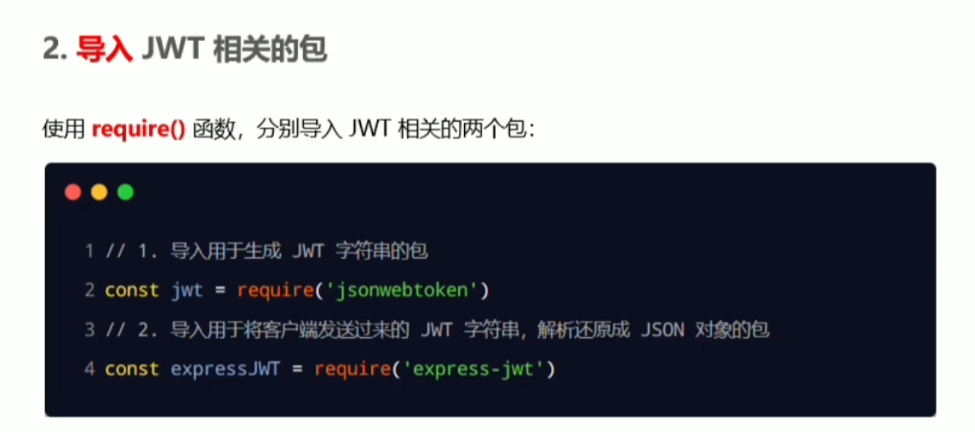 2. 导入 JWT 相关的包
使用 require() 函数，分别导入 JWT 相关的两个包：
1 // 1. 导入用于生成 JWT 字符串的包
2 const jwt = require('jsonwebtoken')
3 // 2. 导入用于将客户端发送过来的 JWT 字符串，解析还原成 JSON 对象的包
4 const expressJWT = require('express-jwt')